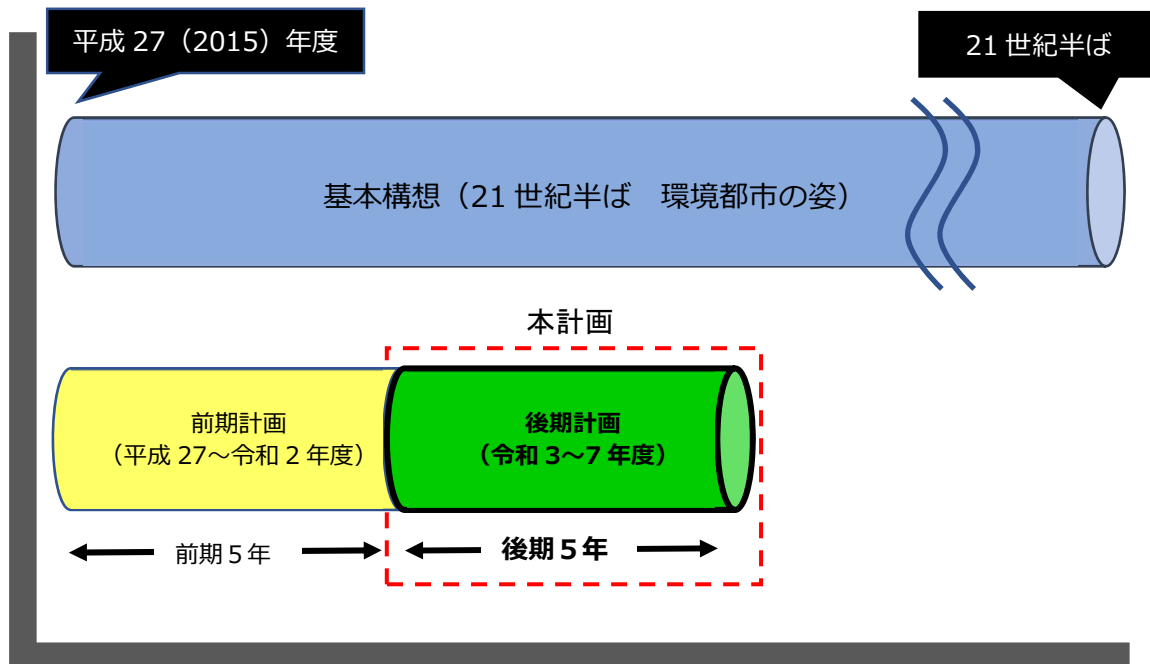 平成 27（2015）年度
21 世紀半ば
基本構想（21 世紀半ば　環境都市の姿）
本計画
前期計画
（平成 27～令和 2 年度）
後期計画
（令和 3～7 年度）
前期５年
後期５年